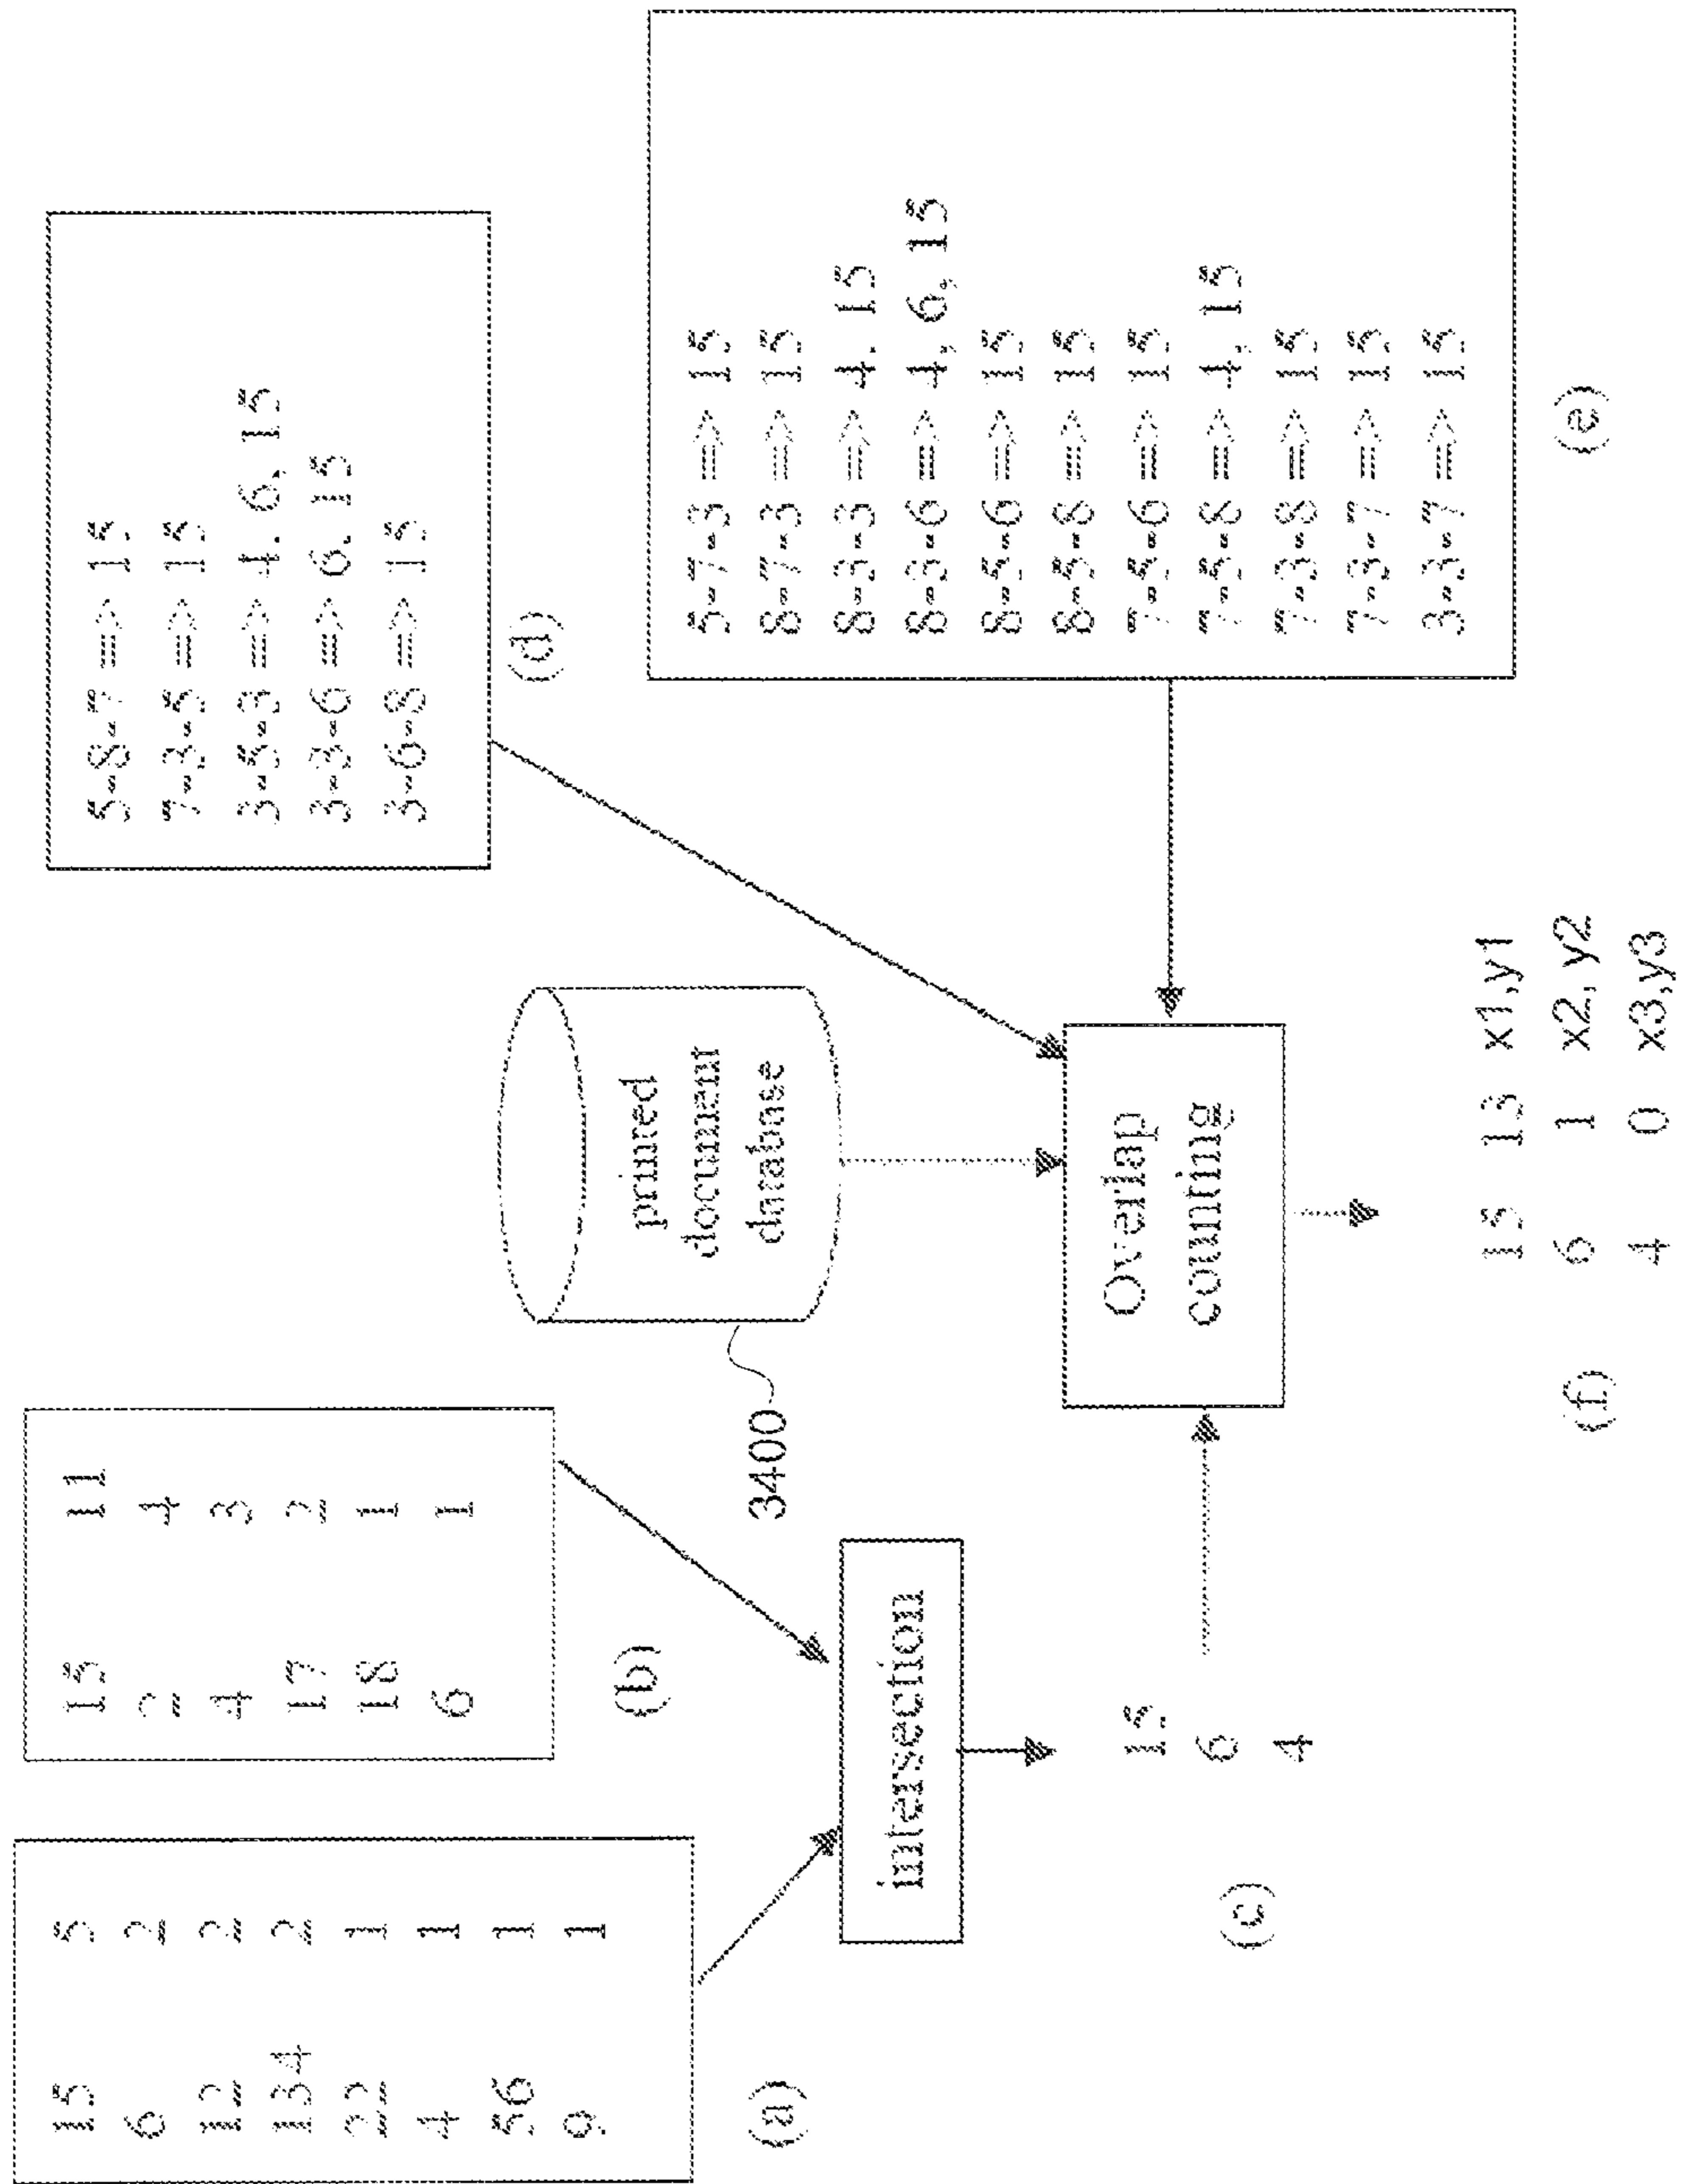 15 5
6 2
12 2
134 2
22 1
4 1
56 1
9 1
(a)
15 11
2 4
4 3
17 2
18 1
6 1
(b)
intersection
15
6
4
(c)
3400
printed
document
database
5-8-7 => 15
7-3-5 => 15
3-5-3 => 4, 6, 15
3-3-6 => 6, 15
3-6-8 => 15
(d)
5-7-3 => 15
8-7-3 => 15
8-3-3 => 4, 15
8-3-6 => 4, 6, 15
8-5-6 => 15
8-5-8 => 15
7-5-6 => 15
7-5-8 => 4, 15
7-3-8 => 15
7-3-7 => 15
3-3-7 => 15
(e)
Overlap
counting
15 13 x1,y1
6 1 x2,y2
4 0 x3,y3
(f)